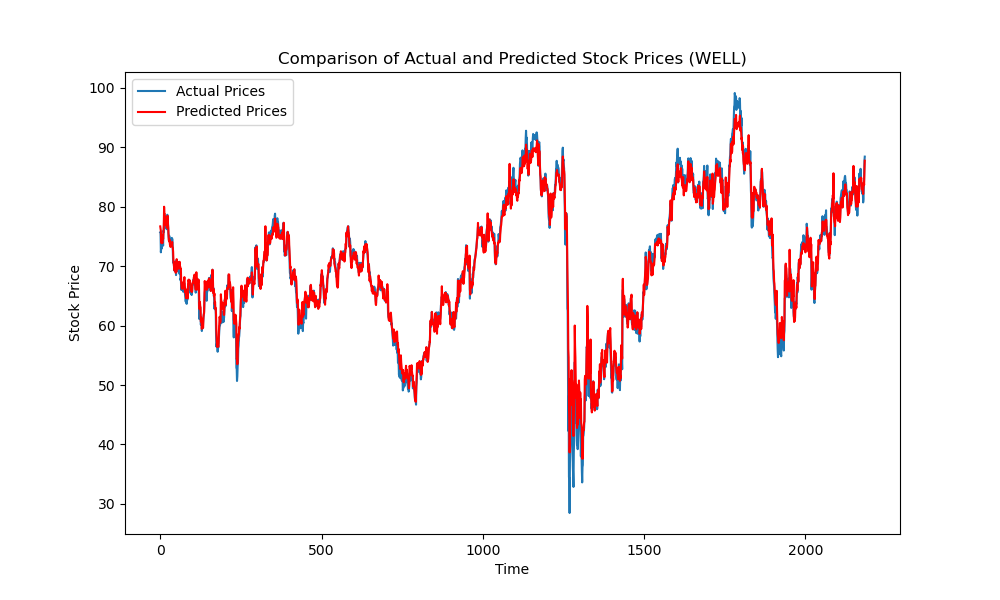 Comparison of Actual and Predicted Stock Prices (WELL)
Actual Prices
Predicted Prices
100
90
80
70
60
50
40
30
Stock Price
0 500 1000 1500 2000
Time